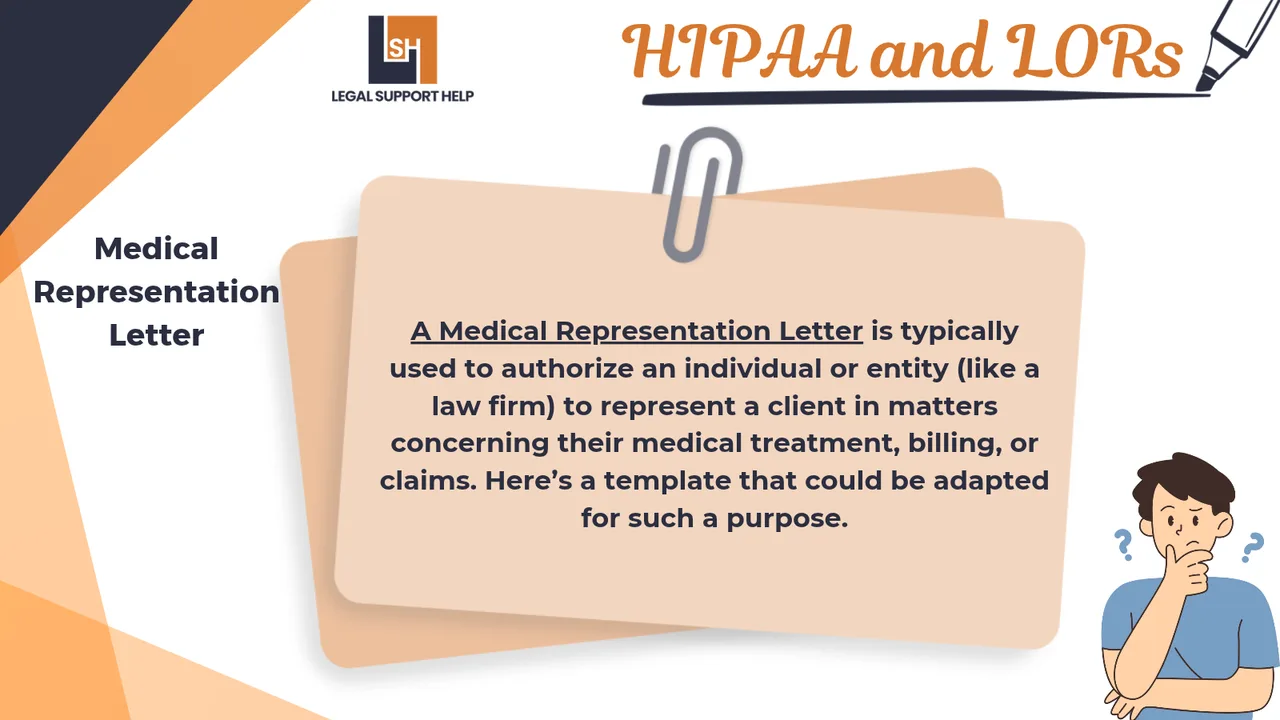 SH
LEGAL SUPPORT HELP
HIPAA and LORs
Medical
Representation
Letter
A Medical Representation Letter is typically
used to authorize an individual or entity (like a
law firm) to represent a client in matters
concerning their medical treatment, billing, or
claims. Here’s a template that could be adapted
for such a purpose.
? ?